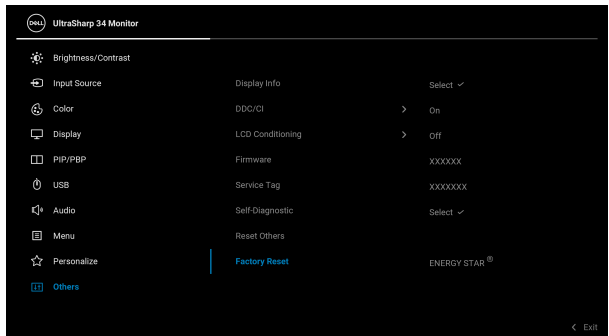 DELL UltraSharp 34 Monitor
Brightness/Contrast
Input Source Display Info Select ✓
Color DDC/CI > On
Display LCD Conditioning > Off
PIP/PBP Firmware XXXXXX
USB Service Tag XXXXXXX
Audio Self-Diagnostic Select ✓
Menu Reset Others
Personalize Factory Reset ENERGY STAR®
Others
< Exit